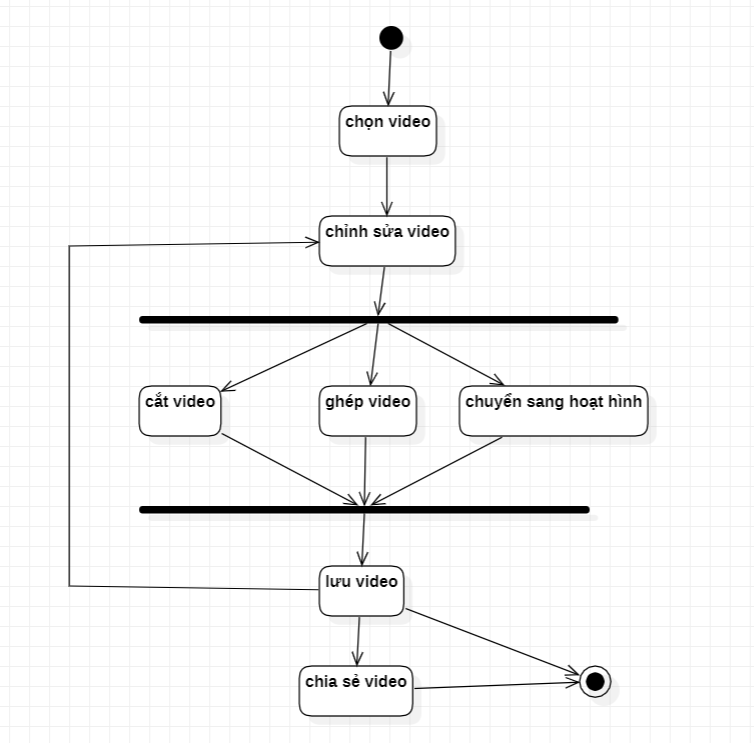 chọn video
chỉnh sửa video
cắt video
ghép video
chuyển sang hoạt hình
lưu video
chia sẻ video